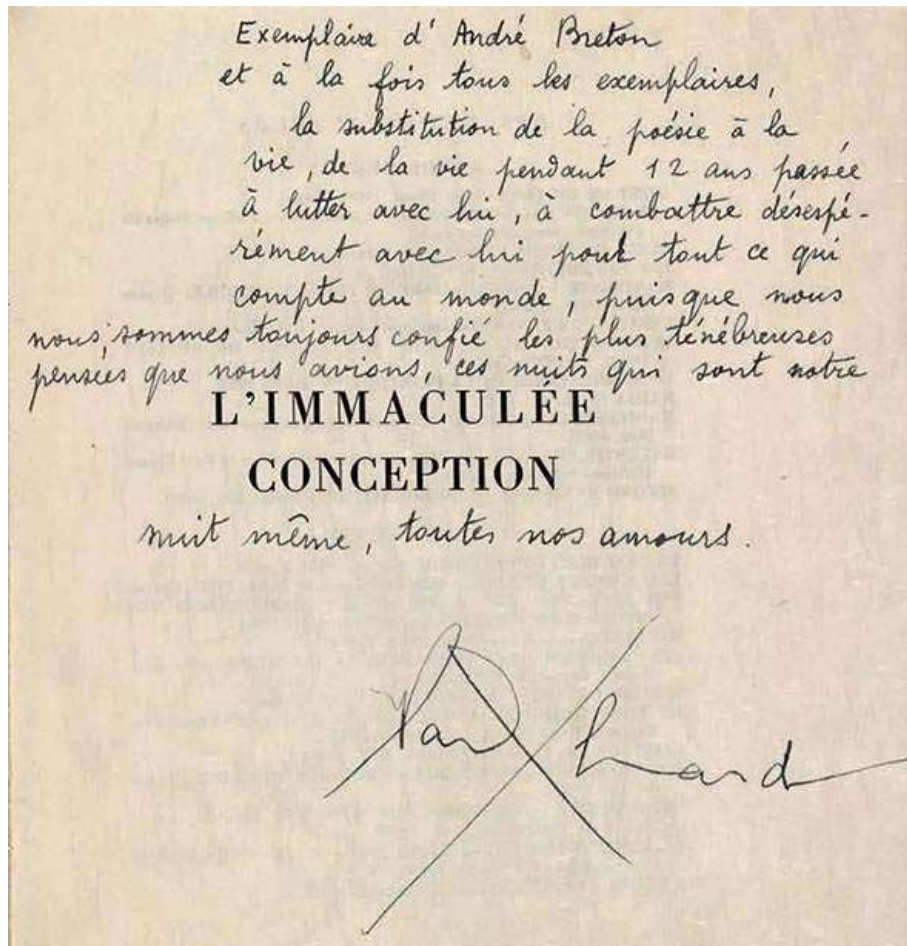 Exemplaire d'André Breton
et à la fois tous les exemplaires,
la substitution de la poésie à la
vie, de la vie pendant 12 ans passée
à lutter avec lui, à combattre désespé-
rément avec lui pour tout ce qui
compte au monde, puisque nous
nous sommes toujours confié les plus ténébreuses
pensées que nous avions, ces nuits qui sont notre
L'IMMACULÉE
CONCEPTION
nuit même, toutes nos amours.
Paul Eluard